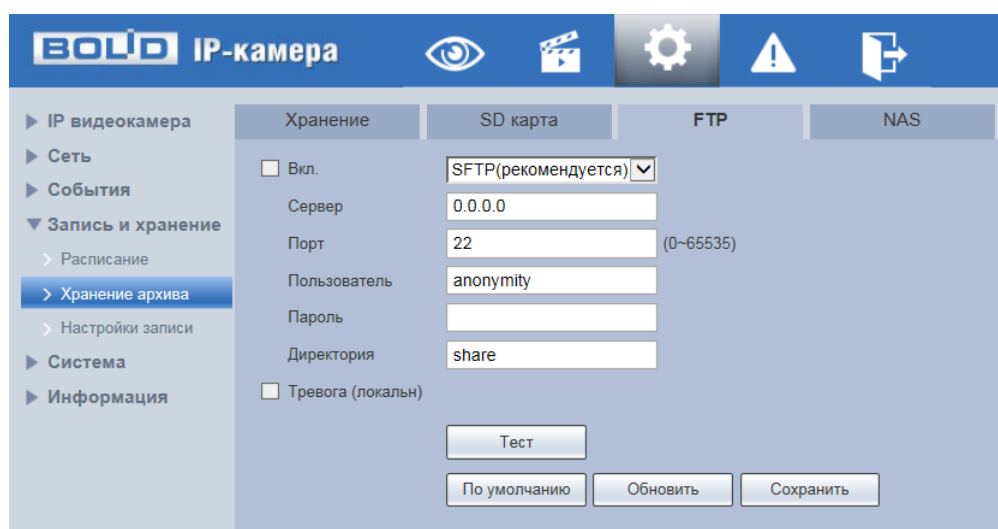 BOLID IP-камера
IP видеокамера
Сеть
События
Запись и хранение
Расписание
Хранение архива
Настройки записи
Система
Информация
Хранение SD карта FTP NAS
Вкл. SFTP(рекомендуется)
Сервер 0.0.0.0
Порт 22 (0~65535)
Пользователь anonymity
Пароль
Директория share
Тревога (локальн)
Тест
По умолчанию Обновить Сохранить